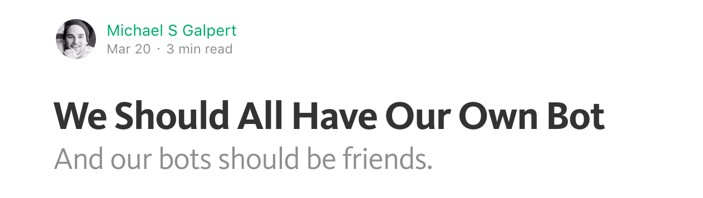 Michael S Galpert
Mar 20 · 3 min read
We Should All Have Our Own Bot
And our bots should be friends.